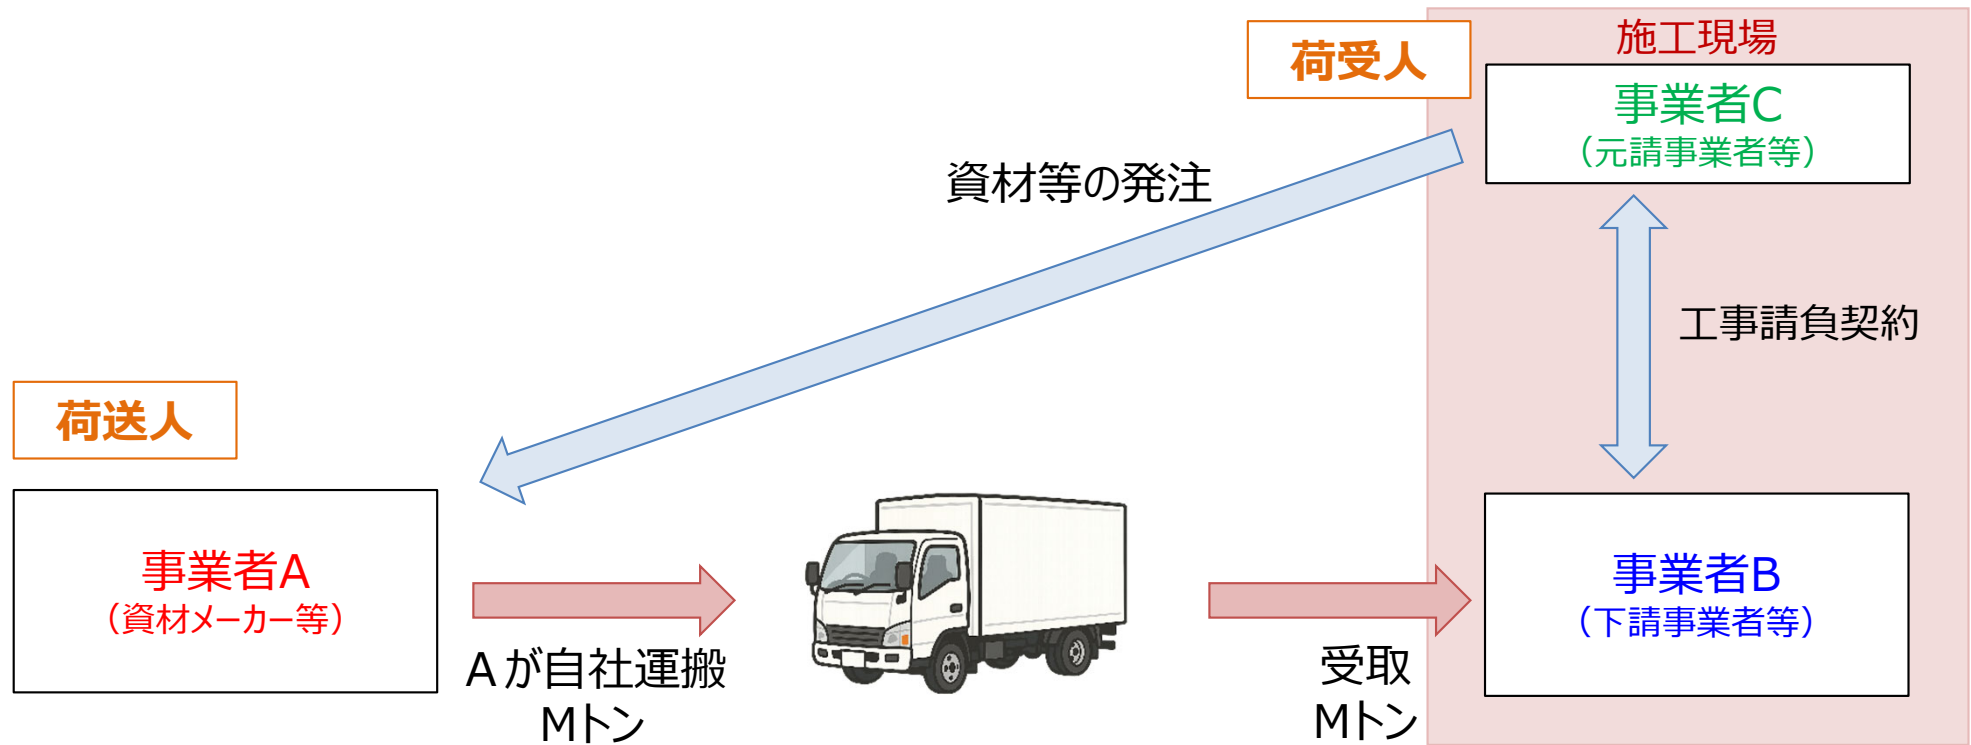 施工現場
荷受人
事業者C
（元請事業者等）
資材等の発注
工事請負契約
荷送人
事業者A
（資材メーカー等）
Aが自社運搬
Mトン
受取
Mトン
事業者B
（下請事業者等）